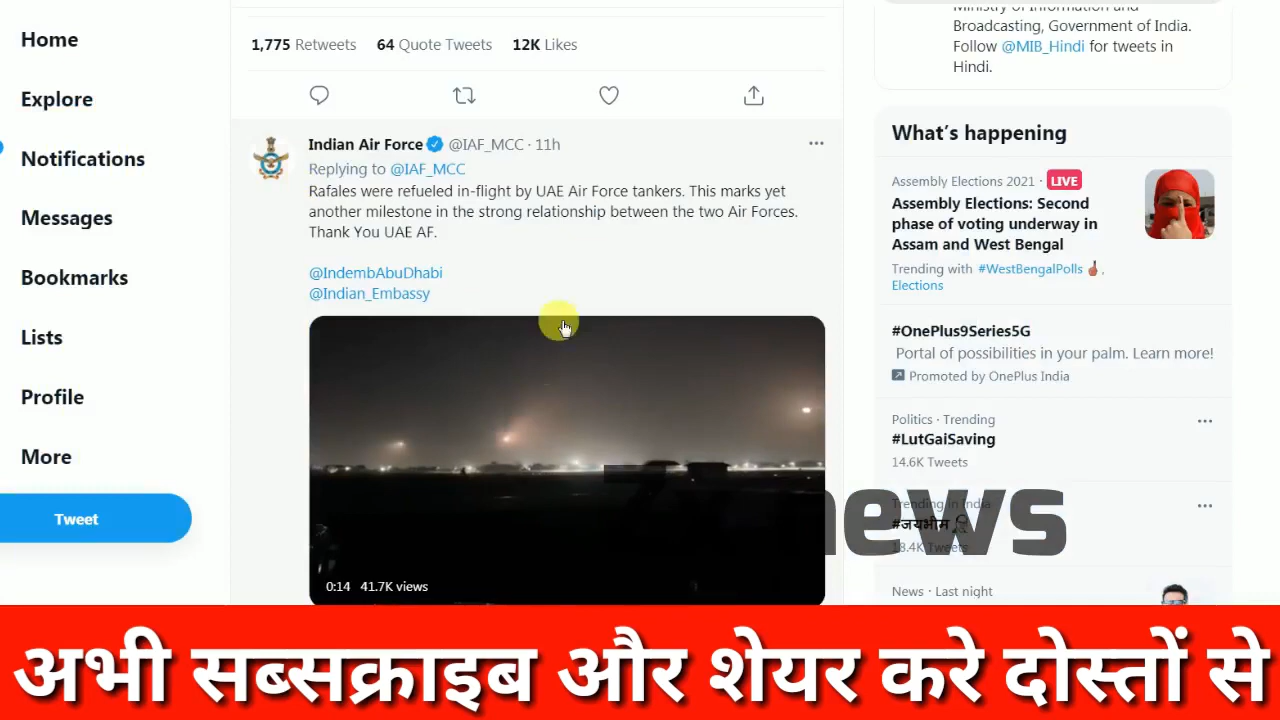 Home
Explore
Notifications
Messages
Bookmarks
Lists
Profile
More
Tweet
1,775 Retweets 64 Quote Tweets 12K Likes
Indian Air Force @IAF_MCC · 11h
Replying to @IAF_MCC
Rafales were refueled in-flight by UAE Air Force tankers. This marks yet
another milestone in the strong relationship between the two Air Forces.
Thank You UAE AF.
@IndembAbuDhabi
@Indian_Embassy
0:14 41.7K views
Ministry of Information and
Broadcasting, Government of India.
Follow @MIB_Hindi for tweets in
Hindi.
What's happening
Assembly Elections 2021 · LIVE
Assembly Elections: Second
phase of voting underway in
Assam and West Bengal
Trending with #WestBengalPolls ,
Elections
#OnePlus9Series5G
Portal of possibilities in your palm. Learn more!
Promoted by OnePlus India
Politics · Trending
#LutGaiSaving
14.6K Tweets
Trending in India
#जयभीम
18.4K Tweets
News · Last night
news
अभी सब्सक्राइब और शेयर करे दोस्तों से